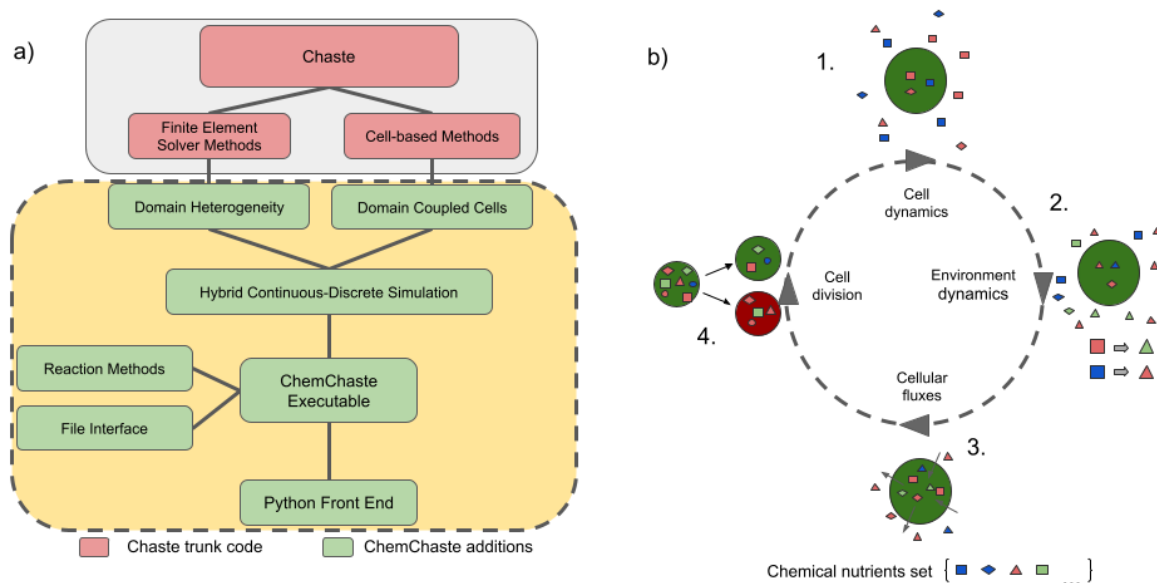 a)
Chaste
Finite Element
Solver Methods
Cell-based Methods
Domain Heterogeneity
Domain Coupled Cells
Hybrid Continuous-Discrete Simulation
Reaction Methods
File Interface
ChemChaste
Executable
Python Front End
Chaste trunk code
ChemChaste additions
b)
1.
Cell
dynamics
2.
Environment
dynamics
Cellular
fluxes
3.
Cell
division
4.
Chemical nutrients set { ... }